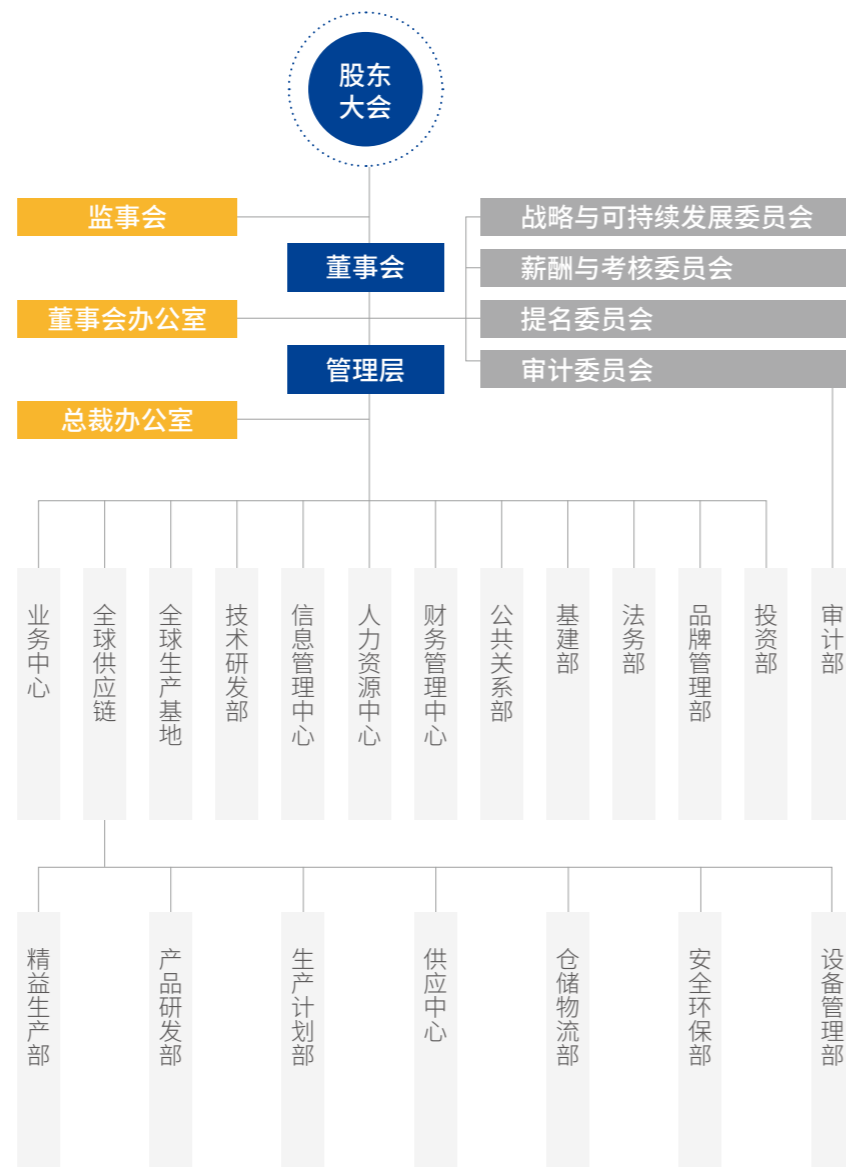 股东
大会
监事会
战略与可持续发展委员会
董事会
薪酬与考核委员会
董事会办公室
提名委员会
管理层
审计委员会
总裁办公室
业务中心
全球供应链
全球生产基地
技术研发部
信息管理中心
人力资源中心
财务管理中心
公共关系部
基建部
法务部
品牌管理部
投资部
审计部
精益生产部
产品研发部
生产计划部
供应中心
仓储物流部
安全环保部
设备管理部